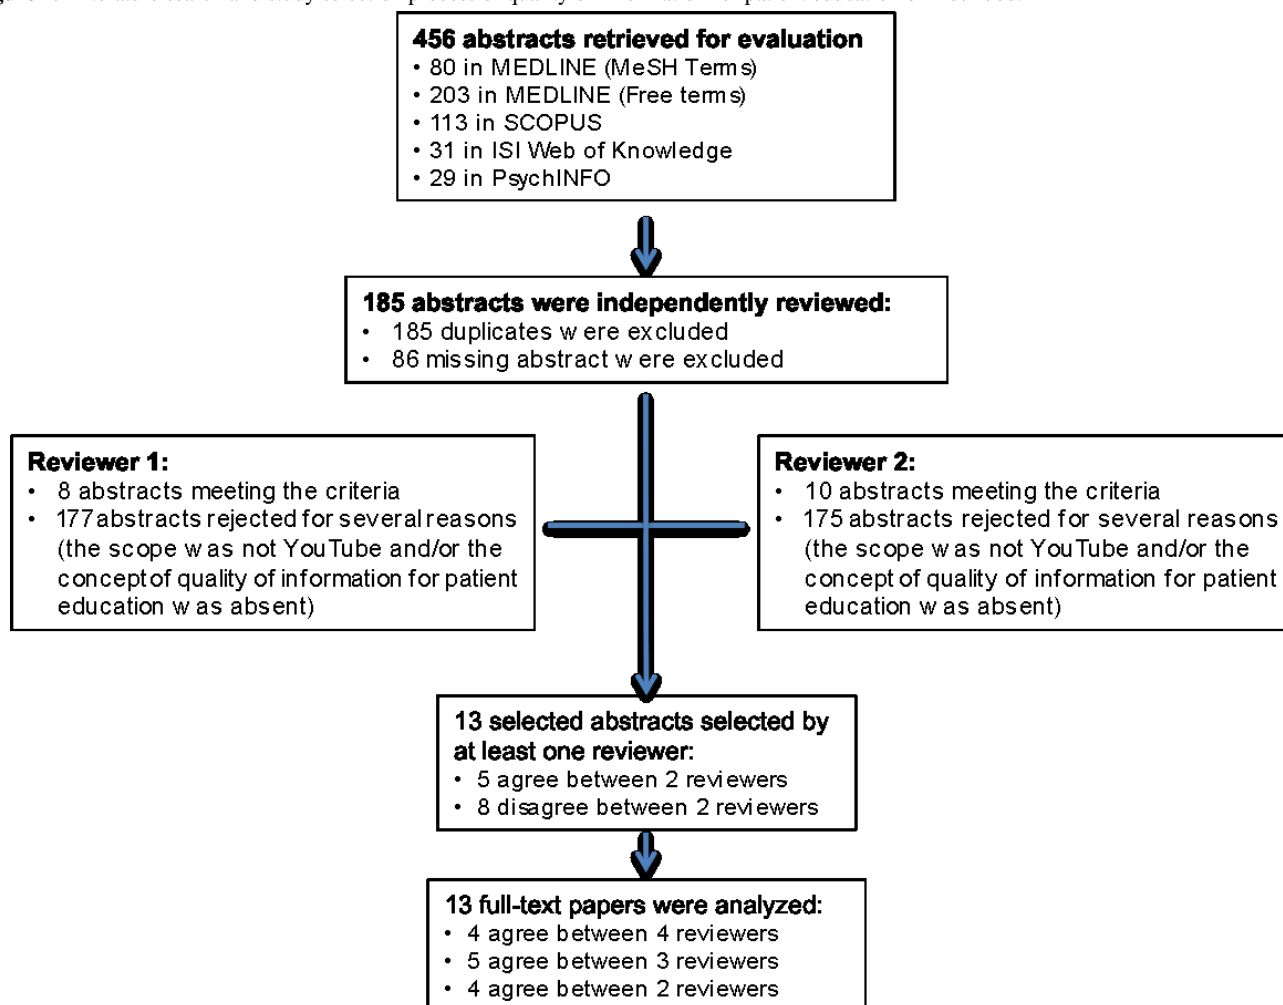 456 abstracts retrieved for evaluation
• 80 in MEDLINE (MeSH Terms)
• 203 in MEDLINE (Free terms)
• 113 in SCOPUS
• 31 in ISI Web of Knowledge
• 29 in PsychINFO
185 abstracts were independently reviewed:
• 185 duplicates were excluded
• 86 missing abstract were excluded
Reviewer 1:
• 8 abstracts meeting the criteria
• 177 abstracts rejected for several reasons
(the scope was not YouTube and/or the
concept of quality of information for patient
education was absent)
Reviewer 2:
• 10 abstracts meeting the criteria
• 175 abstracts rejected for several reasons
(the scope was not YouTube and/or the
concept of quality of information for patient
education was absent)
13 selected abstracts selected by
at least one reviewer:
• 5 agree between 2 reviewers
• 8 disagree between 2 reviewers
13 full-text papers were analyzed:
• 4 agree between 4 reviewers
• 5 agree between 3 reviewers
• 4 agree between 2 reviewers